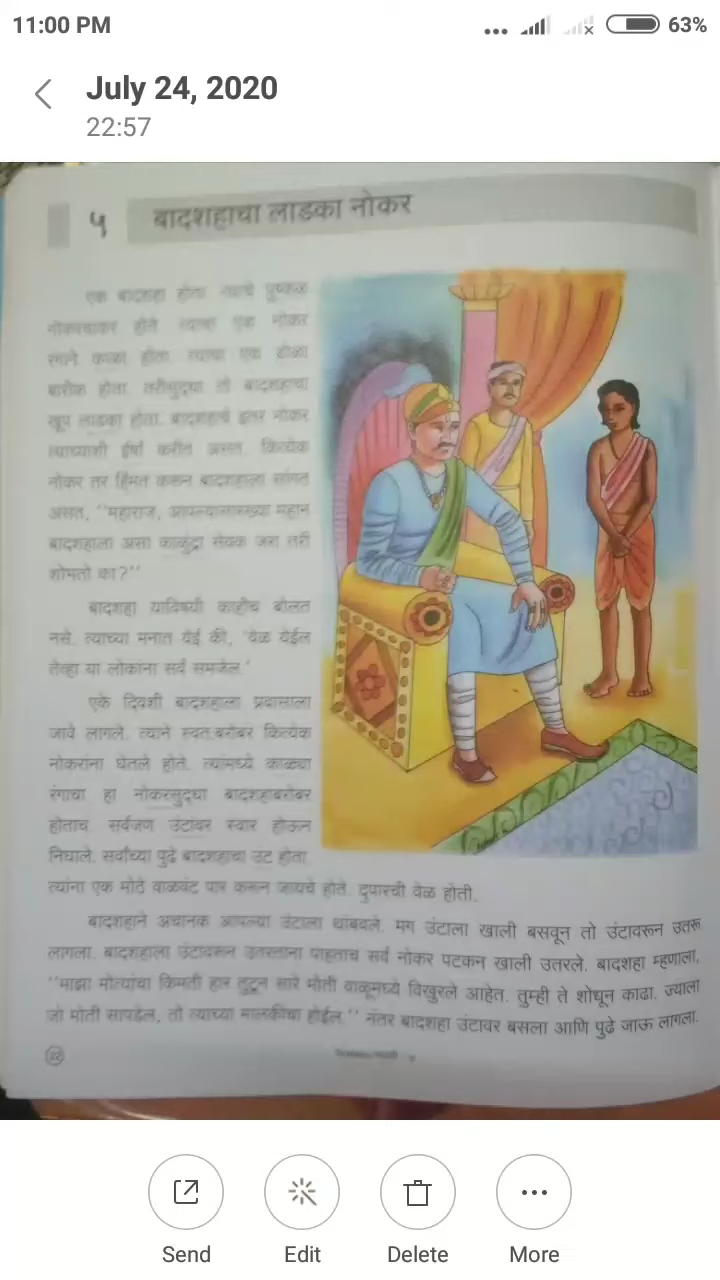 11:00 PM
63%
July 24, 2020
22:57
५ बादशहाचा लाडका नोकर
एक बादशहा होता त्याचे पुष्कळ
नोकरचाकर होते त्याचा एक नोकर
रंगाने काळा होता त्याचा एक डोळा
बारीक होता. तरीसुद्धा तो बादशहाचा
खूप लाडका होता. बादशहाचे इतर नोकर
त्याच्याशी ईर्षा करीत असत. कित्येक
नोकर तर हिंमत करून बादशहाला सांगत
असत, "महाराज, आपल्यासारख्या महान
बादशहाला असा काळुंद्रा सेवक जरा तरी
शोभतो का?"
बादशहा याविषयी काहीच बोलत
नसे. त्याच्या मनात येई की, 'वेळ येईल
तेव्हा या लोकांना सर्व समजेल.'
एके दिवशी बादशहाला प्रवासाला
जावे लागले. त्याने स्वतःबरोबर कित्येक
नोकरांना घेतले होते. त्यांमध्ये काळ्या
रंगाचा हा नोकरसुद्धा बादशहाबरोबर
होताच. सर्वजण उंटावर स्वार होऊन
निघाले. सर्वांच्या पुढे बादशहाचा उंट होता.
त्यांना एक मोठे वाळवंट पार करून जायचे होते. दुपारची वेळ होती.
बादशहाने अचानक आपल्या उंटाला थांबवले. मग उंटाला खाली बसवून तो उंटावरून उतरू
लागला. बादशहाला उंटावरून उतरताना पाहताच सर्व नोकर पटकन खाली उतरले. बादशहा म्हणाला,
"माझा मोत्यांचा किमती हार तुटून सारे मोती वाळूमध्ये विखुरले आहेत. तुम्ही ते शोधून काढा. ज्याला
जो मोती सापडेल, तो त्याच्या मालकीचा होईल." नंतर बादशहा उंटावर बसला आणि पुढे जाऊ लागला.
Send Edit Delete More